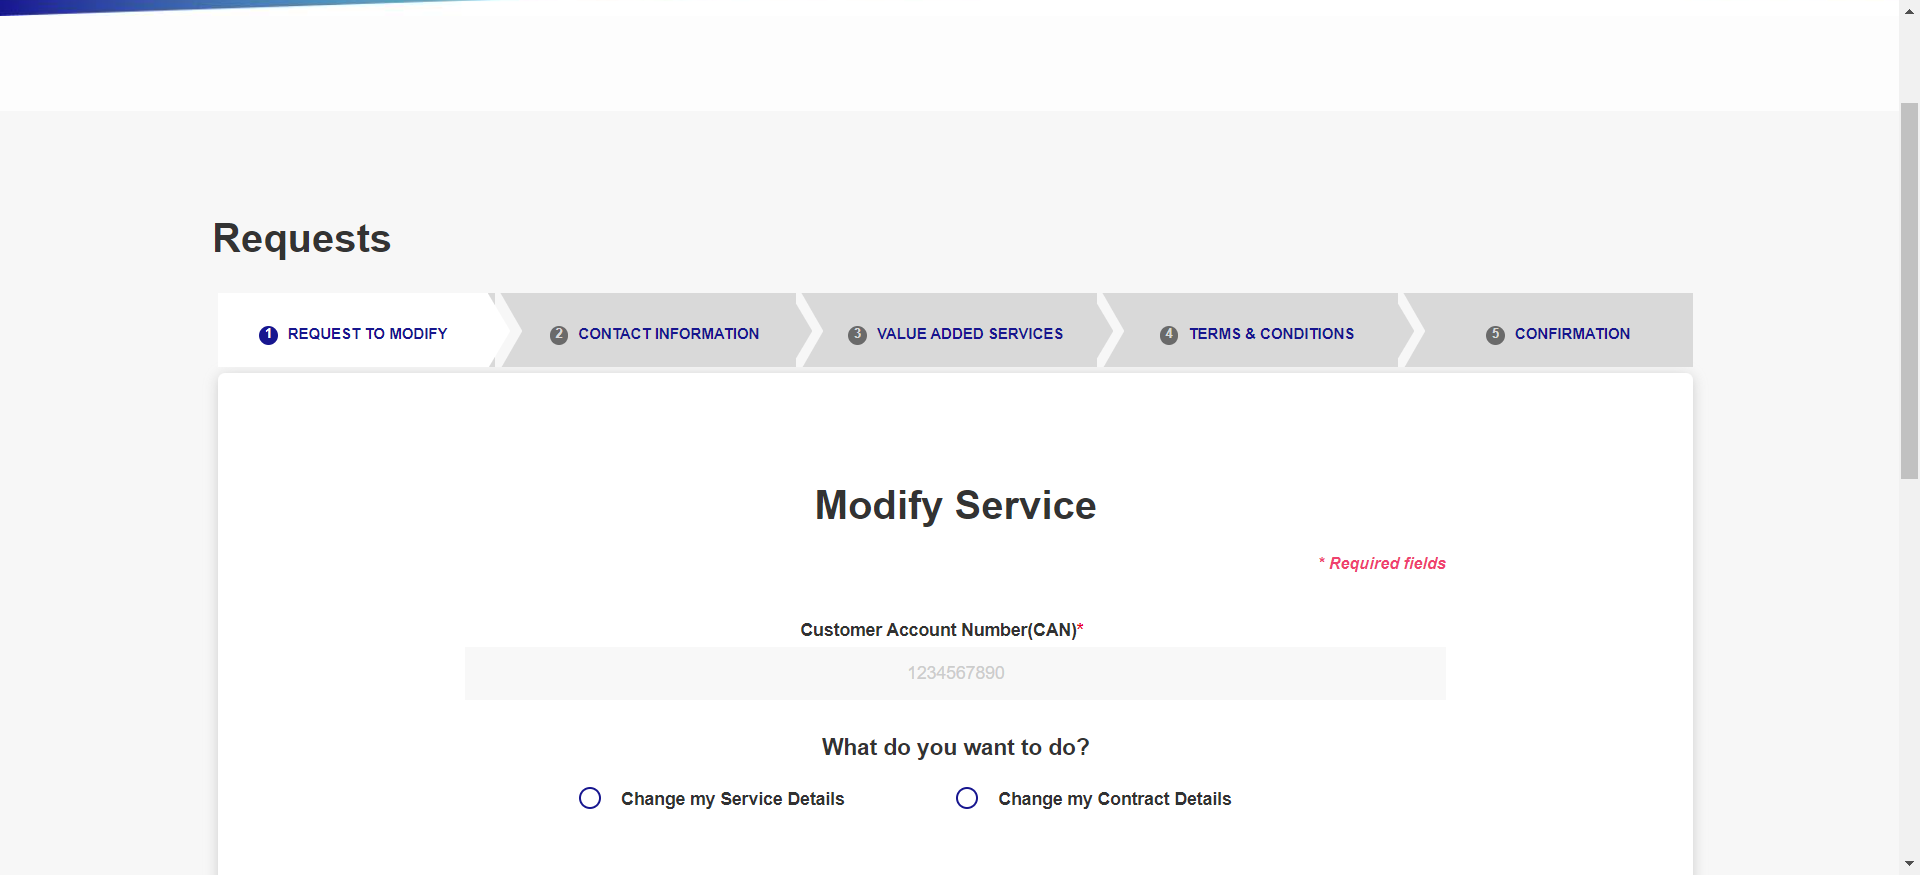 Requests
1 REQUEST TO MODIFY
2 CONTACT INFORMATION
3 VALUE ADDED SERVICES
4 TERMS & CONDITIONS
5 CONFIRMATION
Modify Service
* Required fields
Customer Account Number(CAN)*
1234567890
What do you want to do?
Change my Service Details
Change my Contract Details